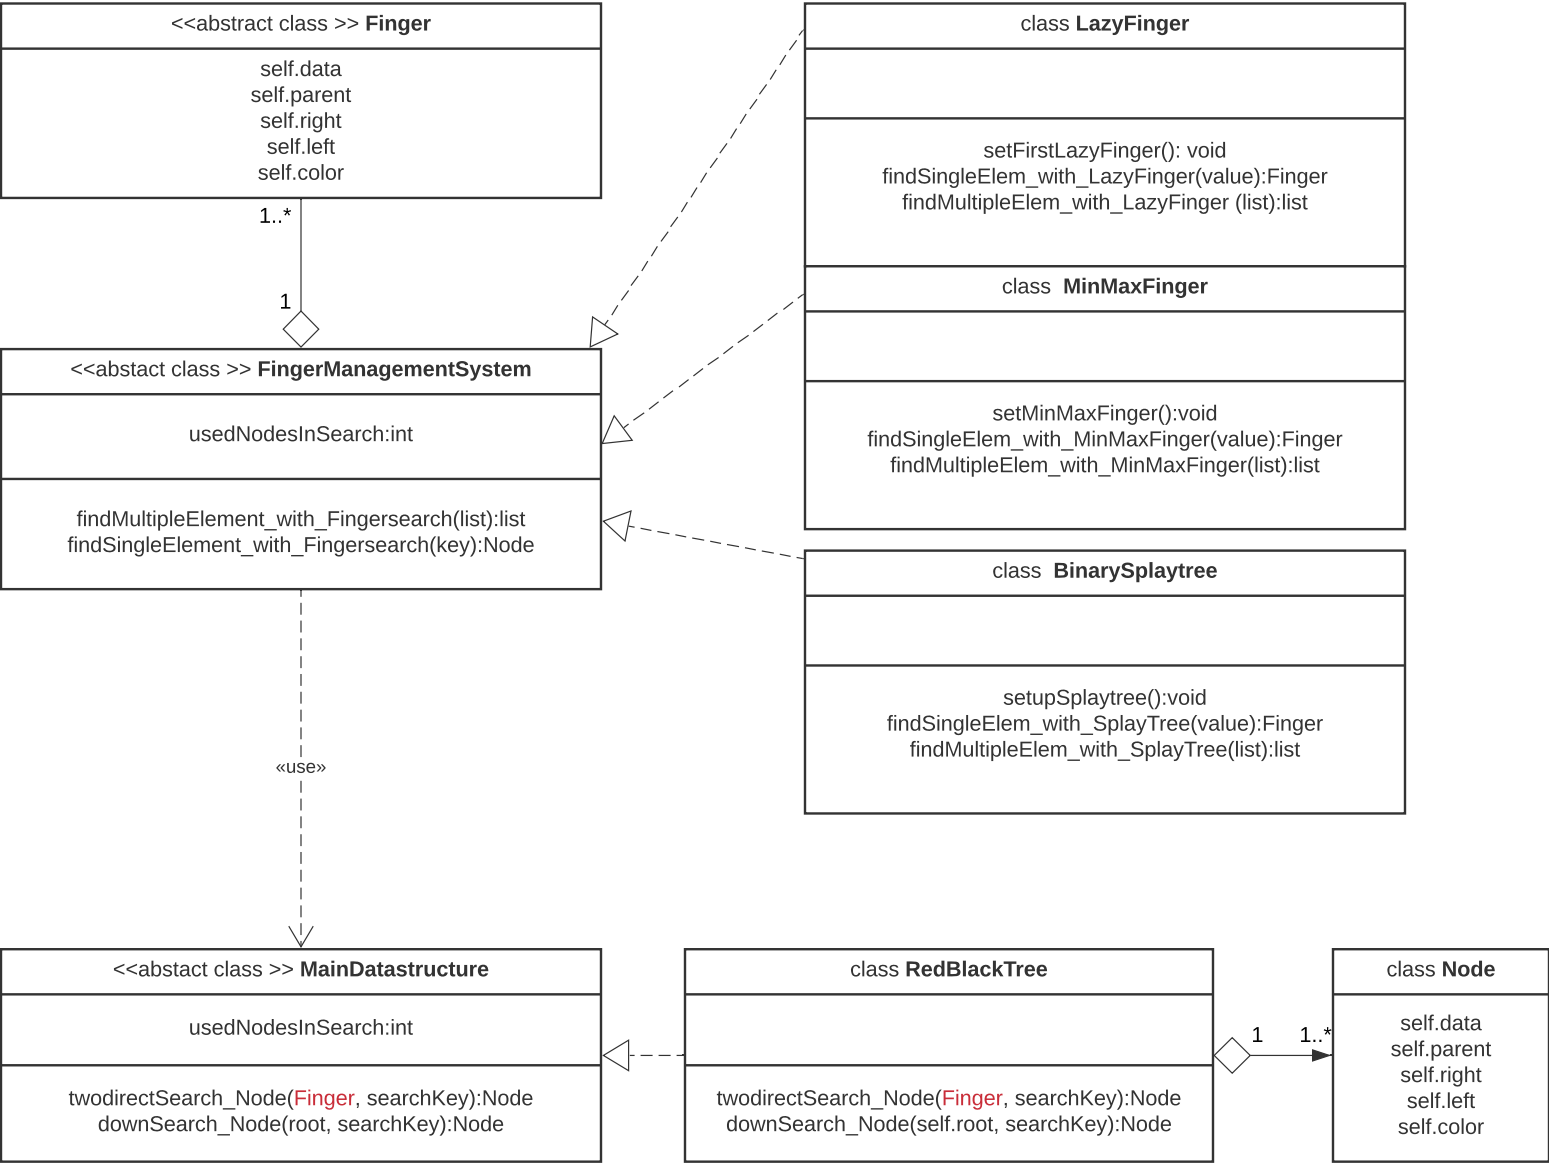 <<abstract class >> Finger
self.data
self.parent
self.right
self.left
self.color
1..*
1
<<abstact class >> FingerManagementSystem
usedNodesInSearch:int
findMultipleElement_with_Fingersearch(list):list
findSingleElement_with_Fingersearch(key):Node
class LazyFinger
setFirstLazyFinger(): void
findSingleElem_with_LazyFinger(value):Finger
findMultipleElem_with_LazyFinger (list):list
class MinMaxFinger
setMinMaxFinger():void
findSingleElem_with_MinMaxFinger(value):Finger
findMultipleElem_with_MinMaxFinger(list):list
class BinarySplaytree
setupSplaytree():void
findSingleElem_with_SplayTree(value):Finger
findMultipleElem_with_SplayTree(list):list
«use»
<<abstact class >> MainDatastructure
usedNodesInSearch:int
twodirectSearch_Node(Finger, searchKey):Node
downSearch_Node(root, searchKey):Node
class RedBlackTree
twodirectSearch_Node(Finger, searchKey):Node
downSearch_Node(self.root, searchKey):Node
1
1..*
class Node
self.data
self.parent
self.right
self.left
self.color